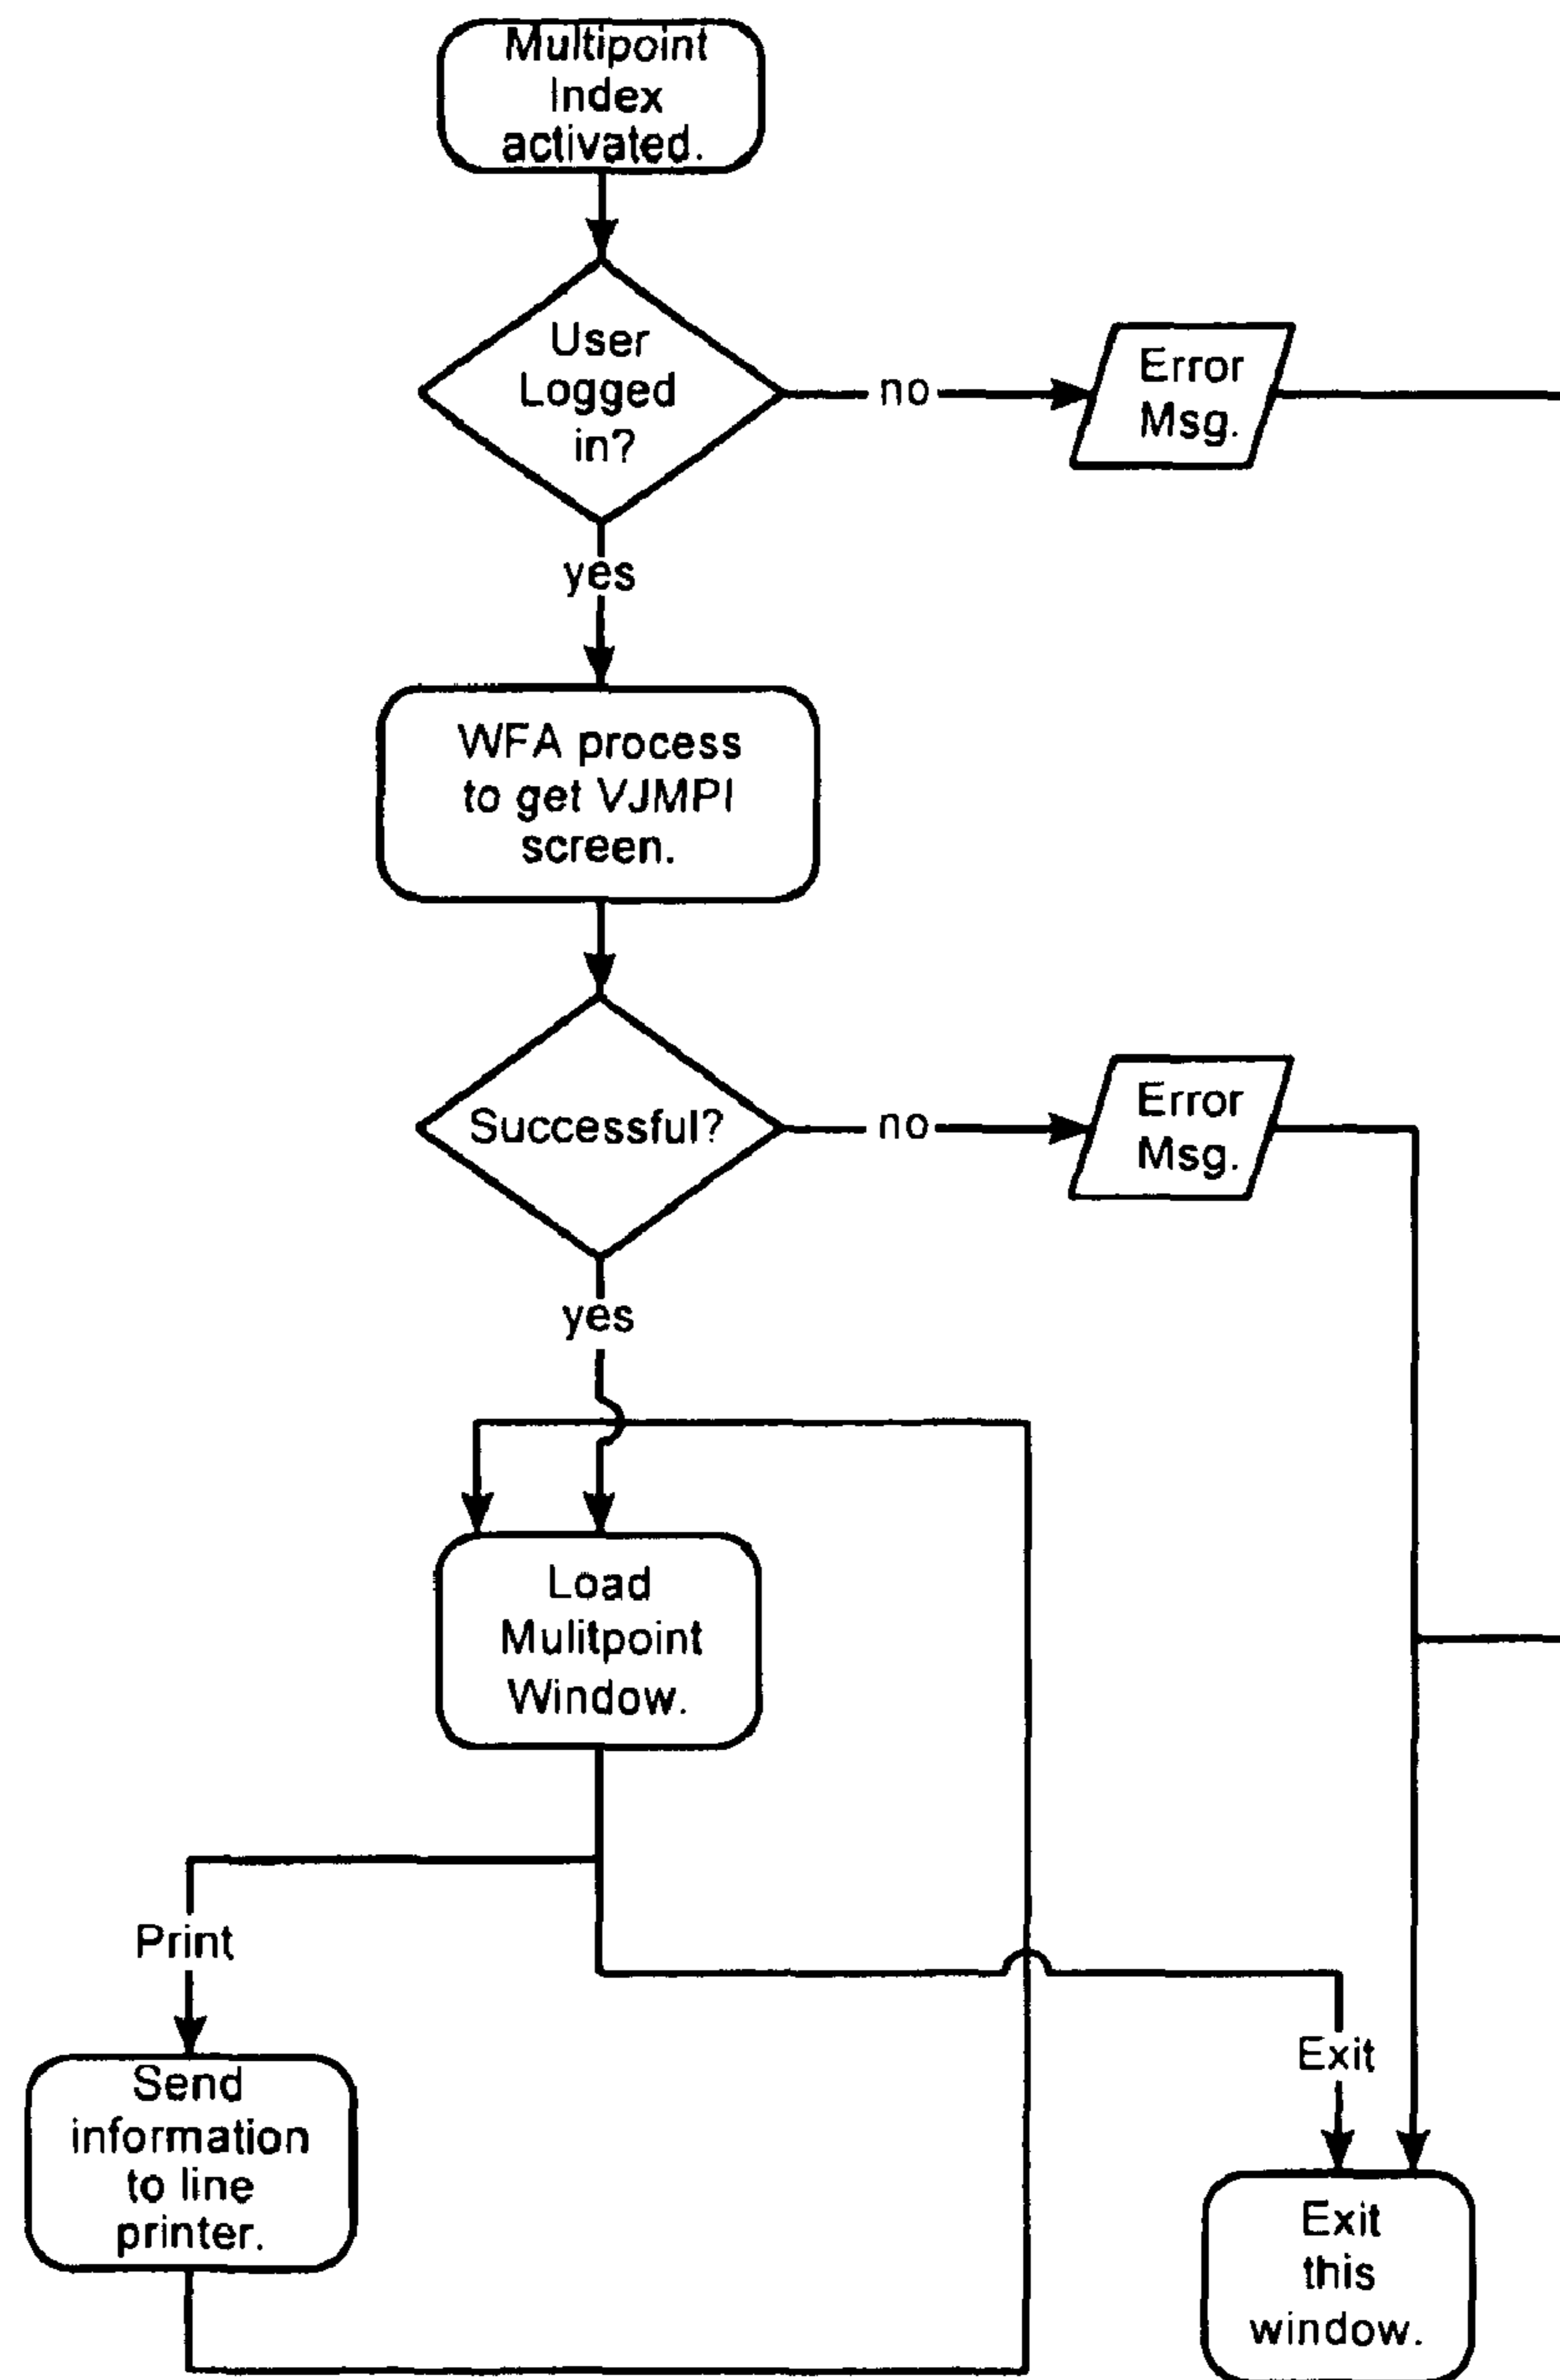 Multipoint
Index
activated.
User
Logged
in?
no
Error
Msg.
yes
WFA process
to get VJMPI
screen.
Successful?
no
Error
Msg.
yes
Load
Mulitpoint
Window.
Print
Exit
Send
information
to line
printer.
Exit
this
window.